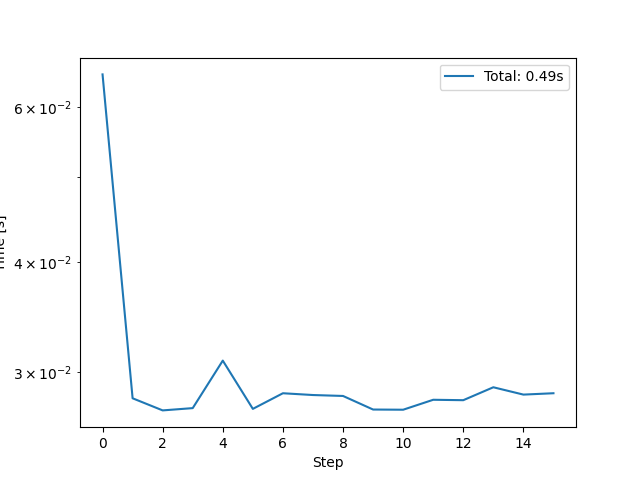 Total: 0.49s
6 × 10⁻²
4 × 10⁻²
3 × 10⁻²
Time [s]
0 2 4 6 8 10 12 14
Step